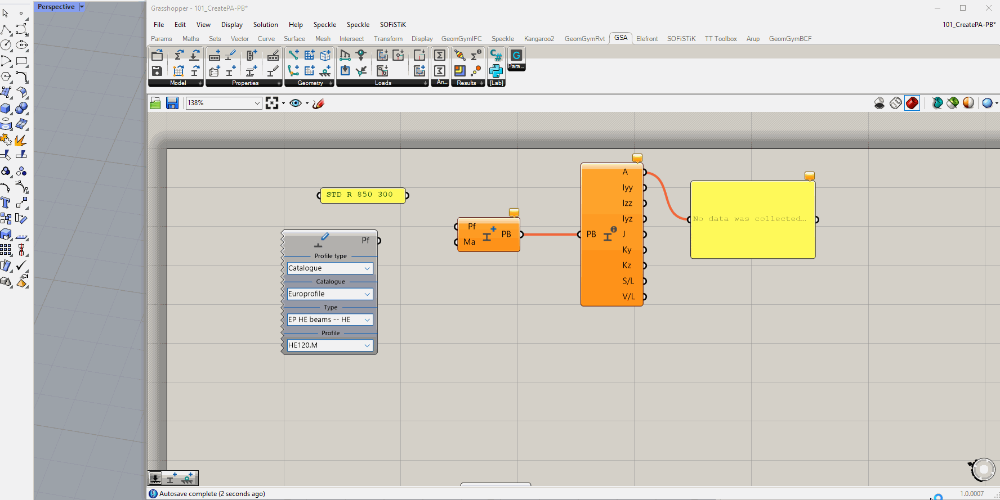 Perspective
Grasshopper - 101_CreatePA-PB*
File Edit View Display Solution Help Speckle Speckle SOFiSTiK 101_CreatePA-PB*
Params Maths Sets Vector Curve Surface Mesh Intersect Transform Display GeomGymIFC Speckle Kangaroo2 GeomGymRvt GSA Elefront SOFiSTiK TT Toolbox Arup GeomGymBCF
Model Properties Geometry Loads An... Results [Lab] Para...
138%
STD R 850 300
Pf
Profile type
Catalogue
Catalogue
Europrofile
Type
EP HE beams -- HE
Profile
HE120.M
Pf
Ma
PB
PB
A
Iyy
Izz
Iyz
J
Ky
Kz
S/L
V/L
No data was collected...
Autosave complete (2 seconds ago)
1.0.0007